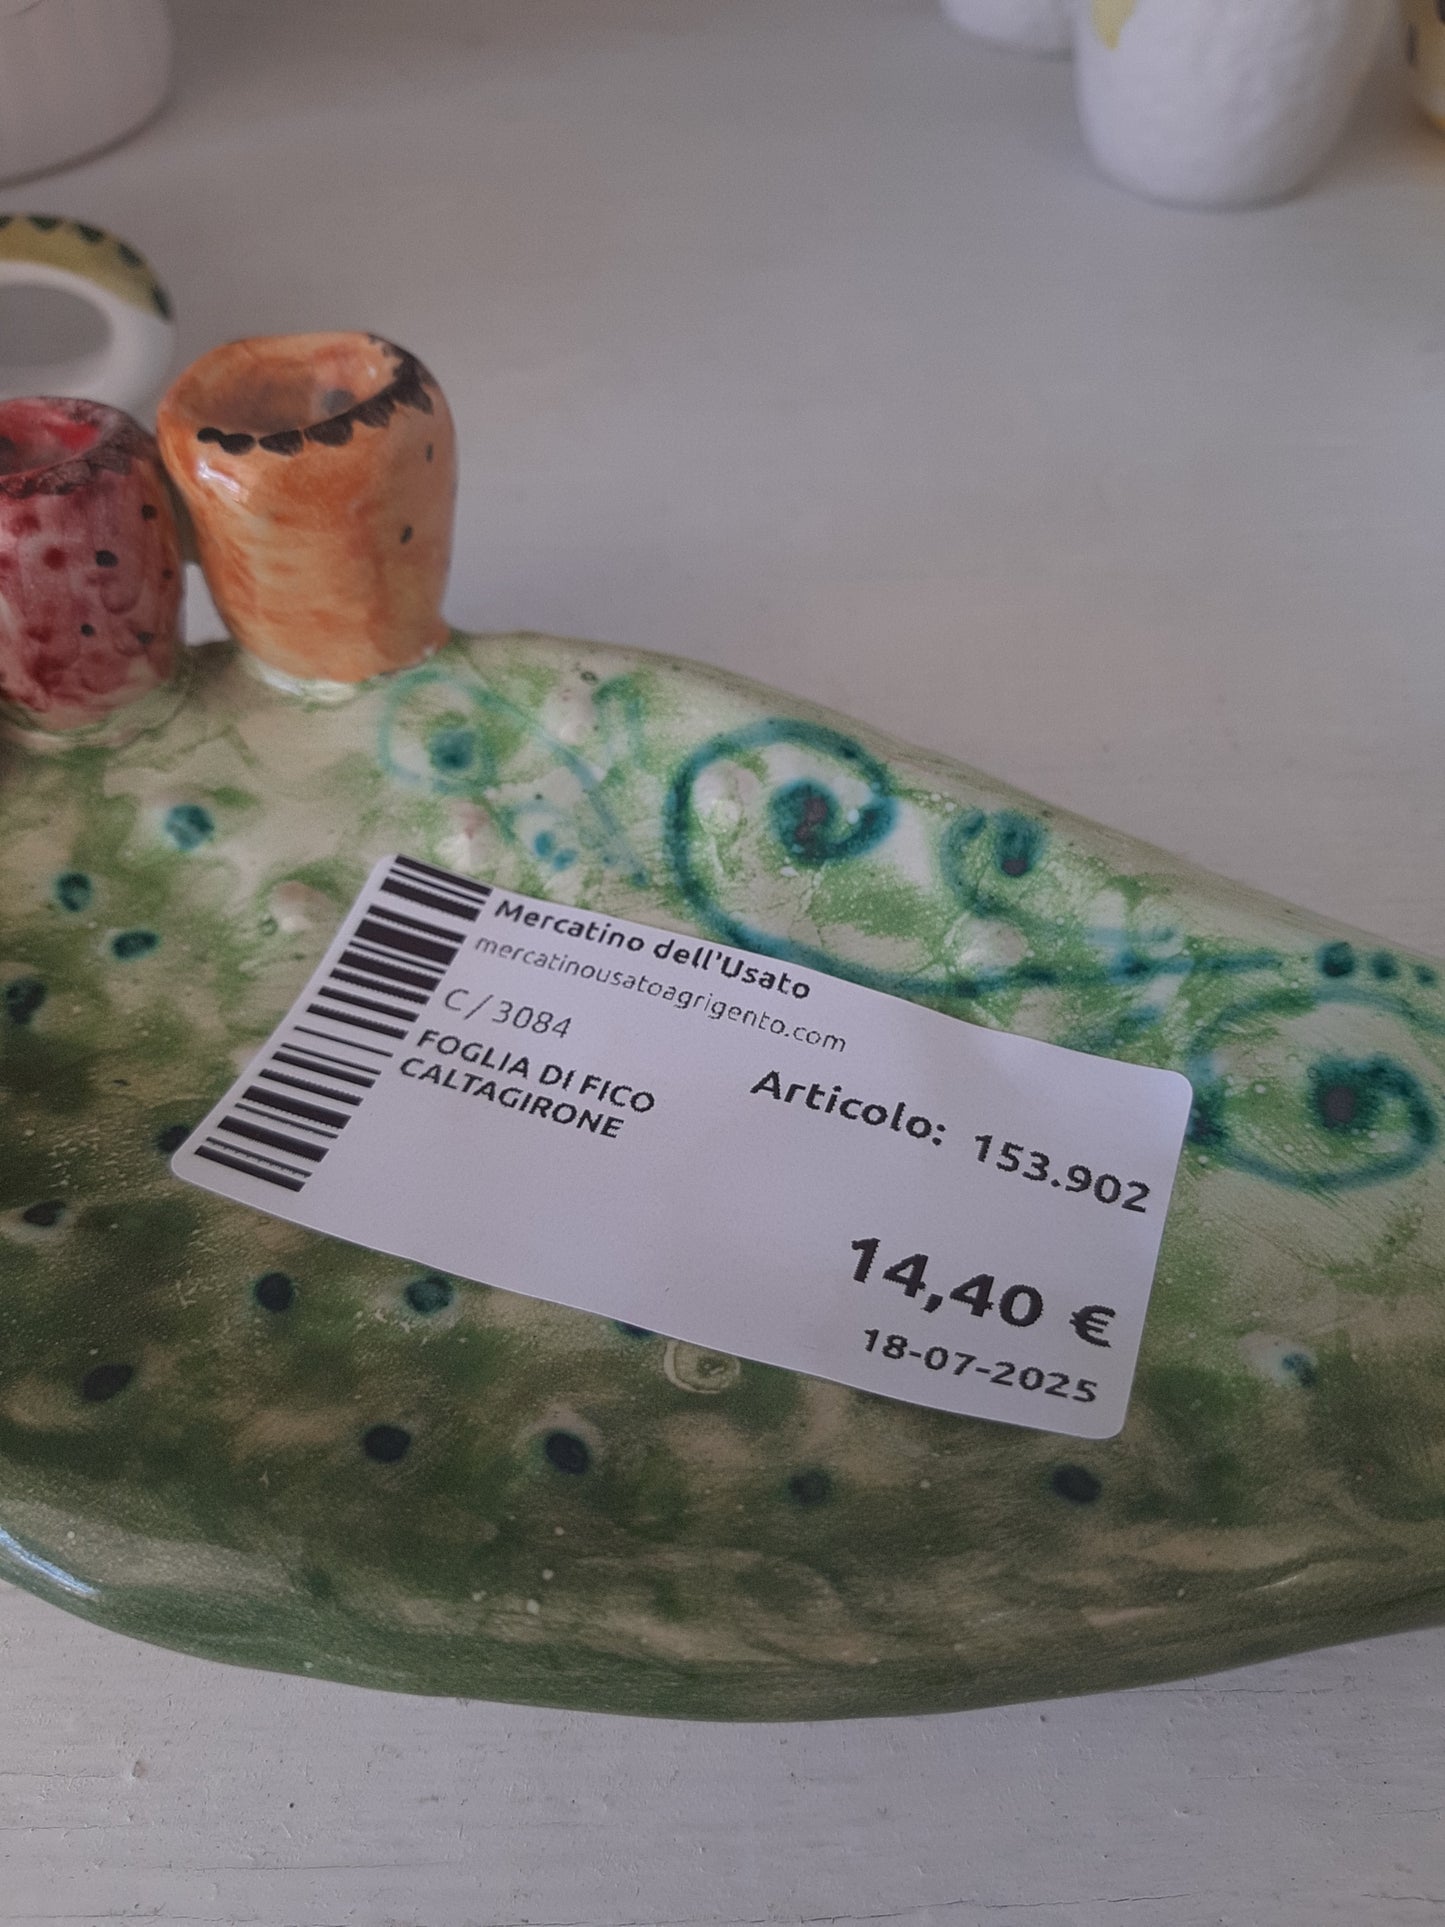 Mercatino dell'Usato
mercatinousatoagrigento.com
C / 3084
FOGLIA DI FICO
CALTAGIRONE
Articolo: 153.902
14,40 €
18-07-2025